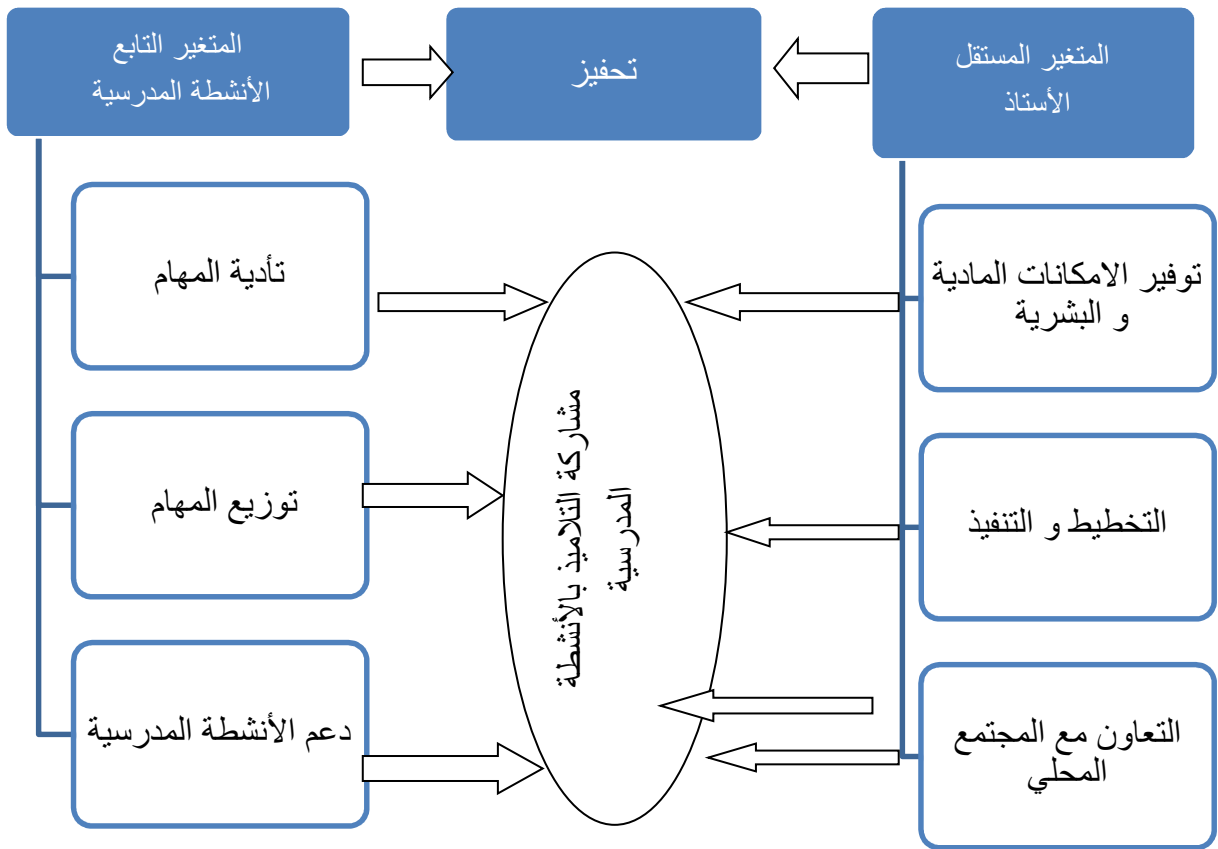 المتغير المستقل
الأستاذ
تحفيز
المتغير التابع
الأنشطة المدرسية
توفير الامكانات المادية
و البشرية
التخطيط و التنفيذ
التعاون مع المجتمع
المحلي
مشاركة التلاميذ بالأنشطة
المدرسية
تأدية المهام
توزيع المهام
دعم الأنشطة المدرسية